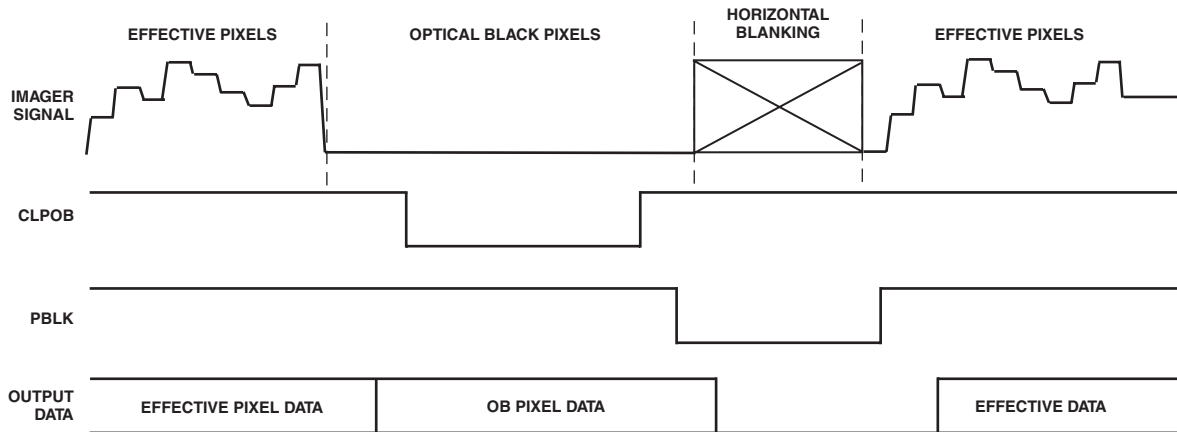 HORIZONTAL
BLANKING
EFFECTIVE PIXELS
OPTICAL BLACK PIXELS
EFFECTIVE PIXELS
IMAGER
SIGNAL
CLPOB
PBLK
OUTPUT
DATA
EFFECTIVE PIXEL DATA
OB PIXEL DATA
EFFECTIVE DATA